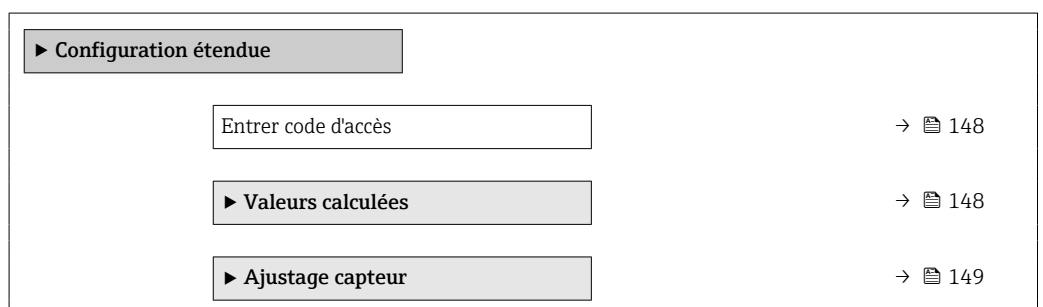 ▶ Configuration étendue
Entrer code d'accès → 148
▶ Valeurs calculées → 148
▶ Ajustage capteur → 149